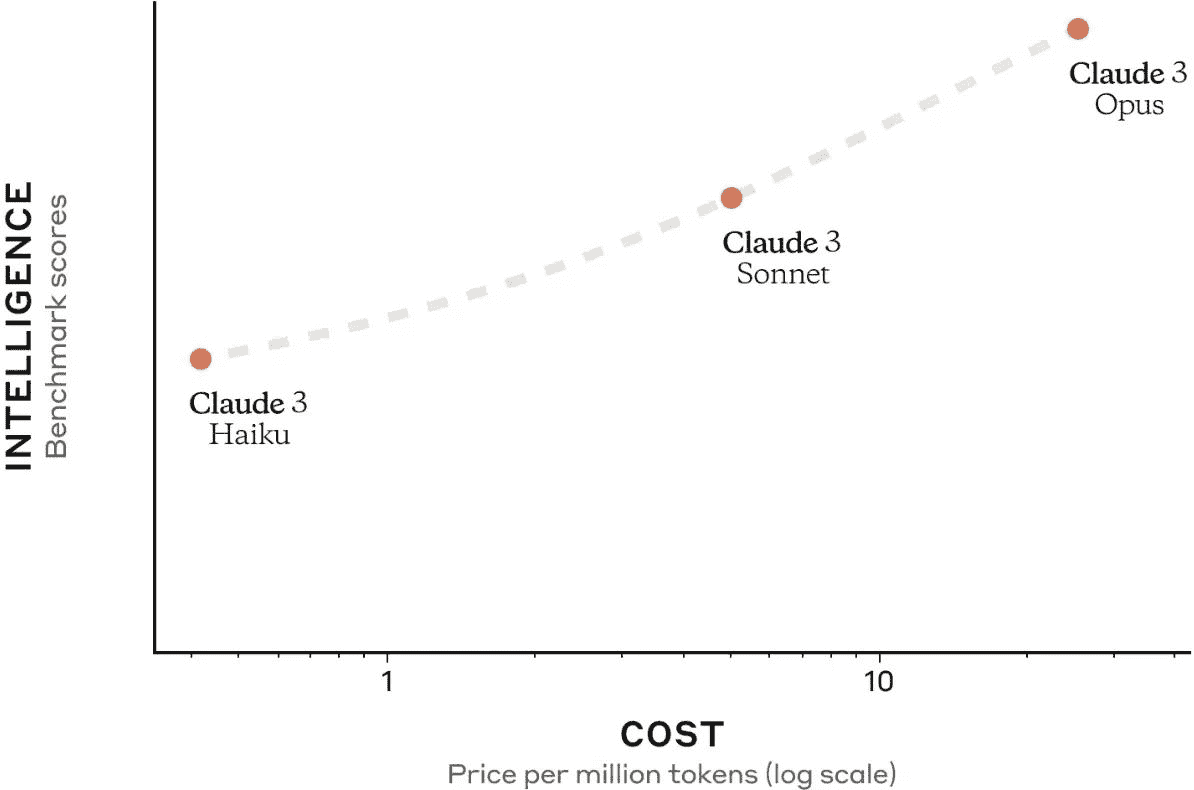 INTELLIGENCE
Benchmark scores
Claude 3
Opus
Claude 3
Sonnet
Claude 3
Haiku
1
10
COST
Price per million tokens (log scale)